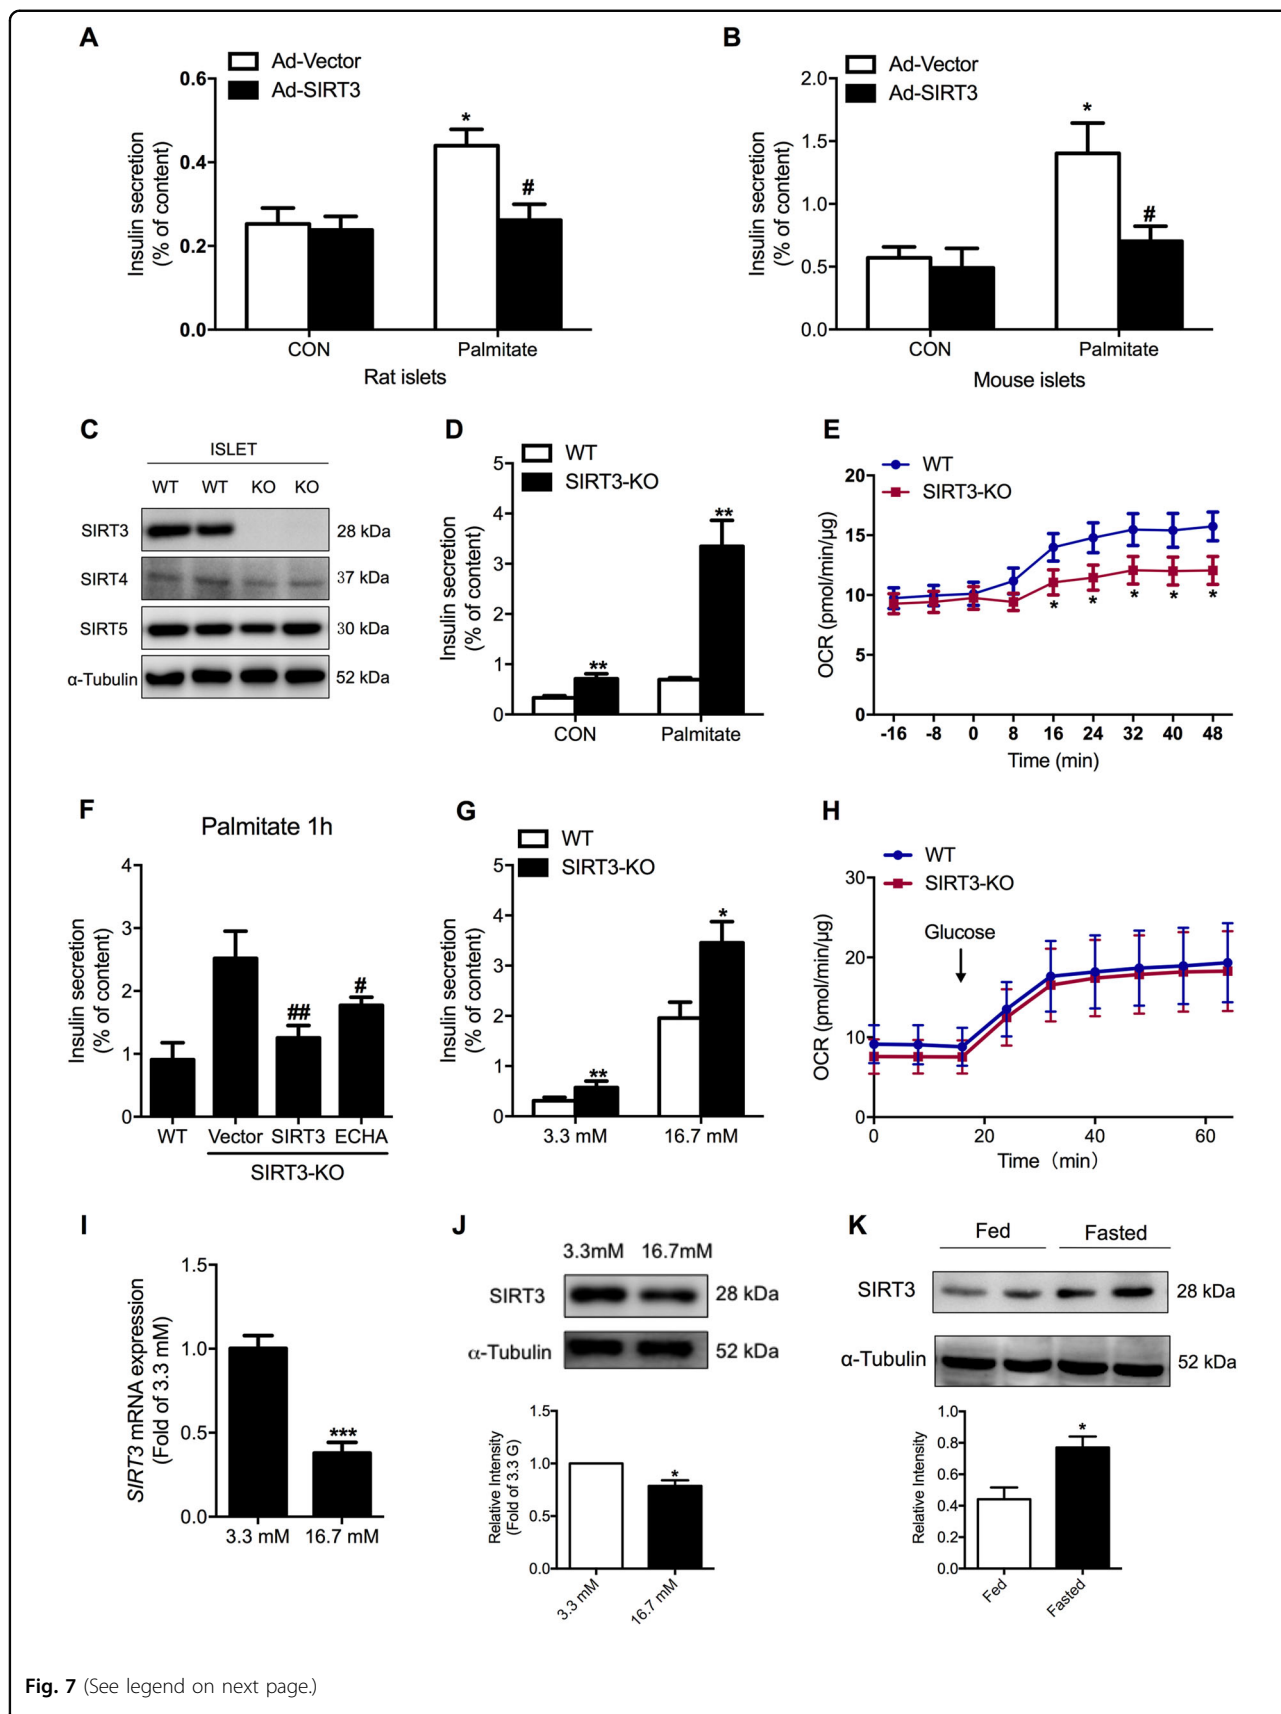 A
Ad-Vector
Ad-SIRT3
0.6
0.4
0.2
0.0
Insulin secretion
(% of content)
*
#
CON
Palmitate
Rat islets
B
Ad-Vector
Ad-SIRT3
2.0
1.5
1.0
0.5
0.0
Insulin secretion
(% of content)
*
#
CON
Palmitate
Mouse islets
C
ISLET
WT WT KO KO
SIRT3 28 kDa
SIRT4 37 kDa
SIRT5 30 kDa
α-Tubulin 52 kDa
D
WT
SIRT3-KO
5
4
3
2
1
0
Insulin secretion
(% of content)
**
**
CON
Palmitate
E
WT
SIRT3-KO
20
15
10
5
0
OCR (pmol/min/µg)
* * * * *
-16 -8 0 8 16 24 32 40 48
Time (min)
F
Palmitate 1h
4
3
2
1
0
Insulin secretion
(% of content)
##
#
WT Vector SIRT3 ECHA
SIRT3-KO
G
WT
SIRT3-KO
5
4
3
2
1
0
Insulin secretion
(% of content)
**
*
3.3 mM 16.7 mM
H
WT
SIRT3-KO
30
20
10
0
OCR (pmol/min/µg)
Glucose
0 20 40 60
Time (min)
I
1.5
1.0
0.5
0.0
SIRT3 mRNA expression
(Fold of 3.3 mM)
***
3.3 mM 16.7 mM
J
3.3mM 16.7mM
SIRT3 28 kDa
α-Tubulin 52 kDa
1.5
1.0
0.5
0.0
Relative Intensity
(Fold of 3.3 G)
*
3.3 mM
16.7 mM
K
Fed Fasted
SIRT3 28 kDa
α-Tubulin 52 kDa
1.0
0.8
0.6
0.4
0.2
0.0
Relative Intensity
*
Fed
Fasted
Fig. 7 (See legend on next page.)